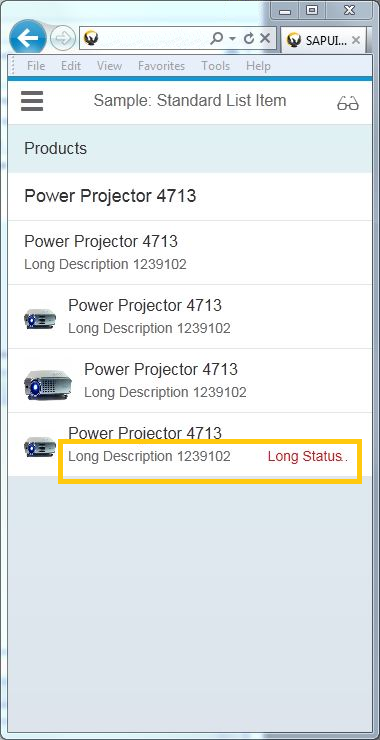 SAPUI...
File Edit View Favorites Tools Help
Sample: Standard List Item
Products
Power Projector 4713
Power Projector 4713
Long Description 1239102
Power Projector 4713
Long Description 1239102
Power Projector 4713
Long Description 1239102
Power Projector 4713
Long Description 1239102 Long Status..